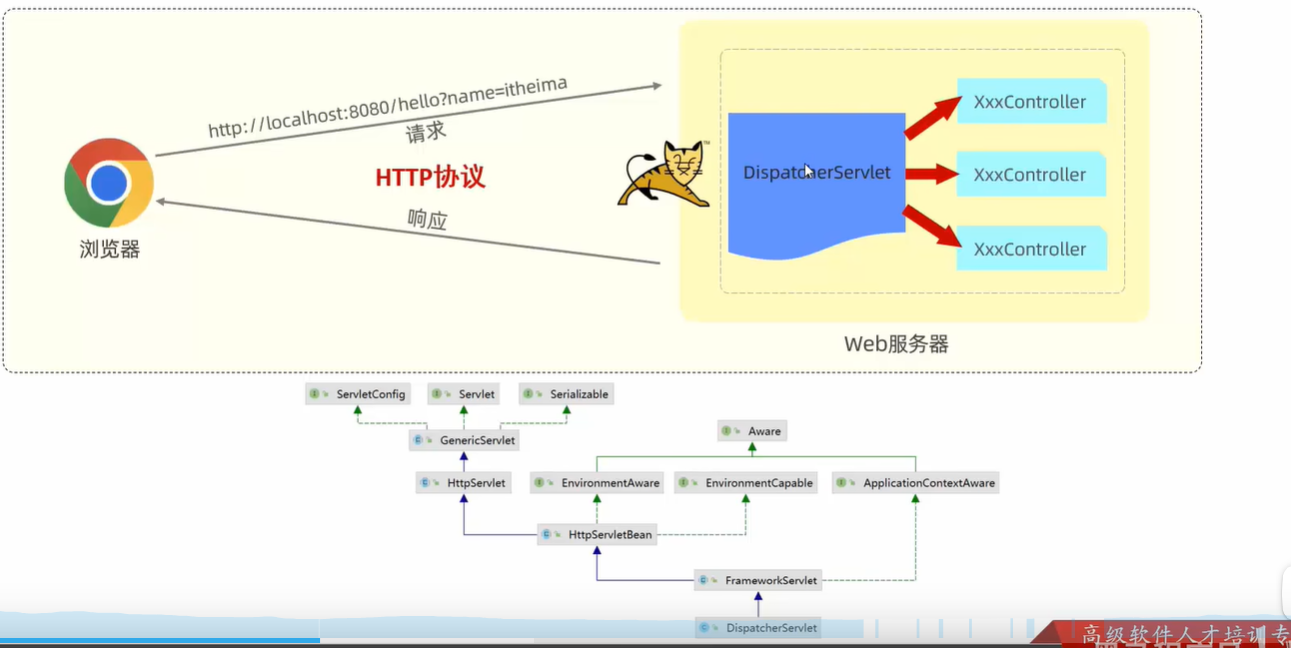 http://localhost:8080/hello?name=itheima
请求
HTTP协议
响应
浏览器
DispatcherServlet
XxxController
XxxController
XxxController
Web服务器
ServletConfig
Servlet
Serializable
GenericServlet
Aware
HttpServlet
EnvironmentAware
EnvironmentCapable
ApplicationContextAware
HttpServletBean
FrameworkServlet
DispatcherServlet
高级软件人才培训专